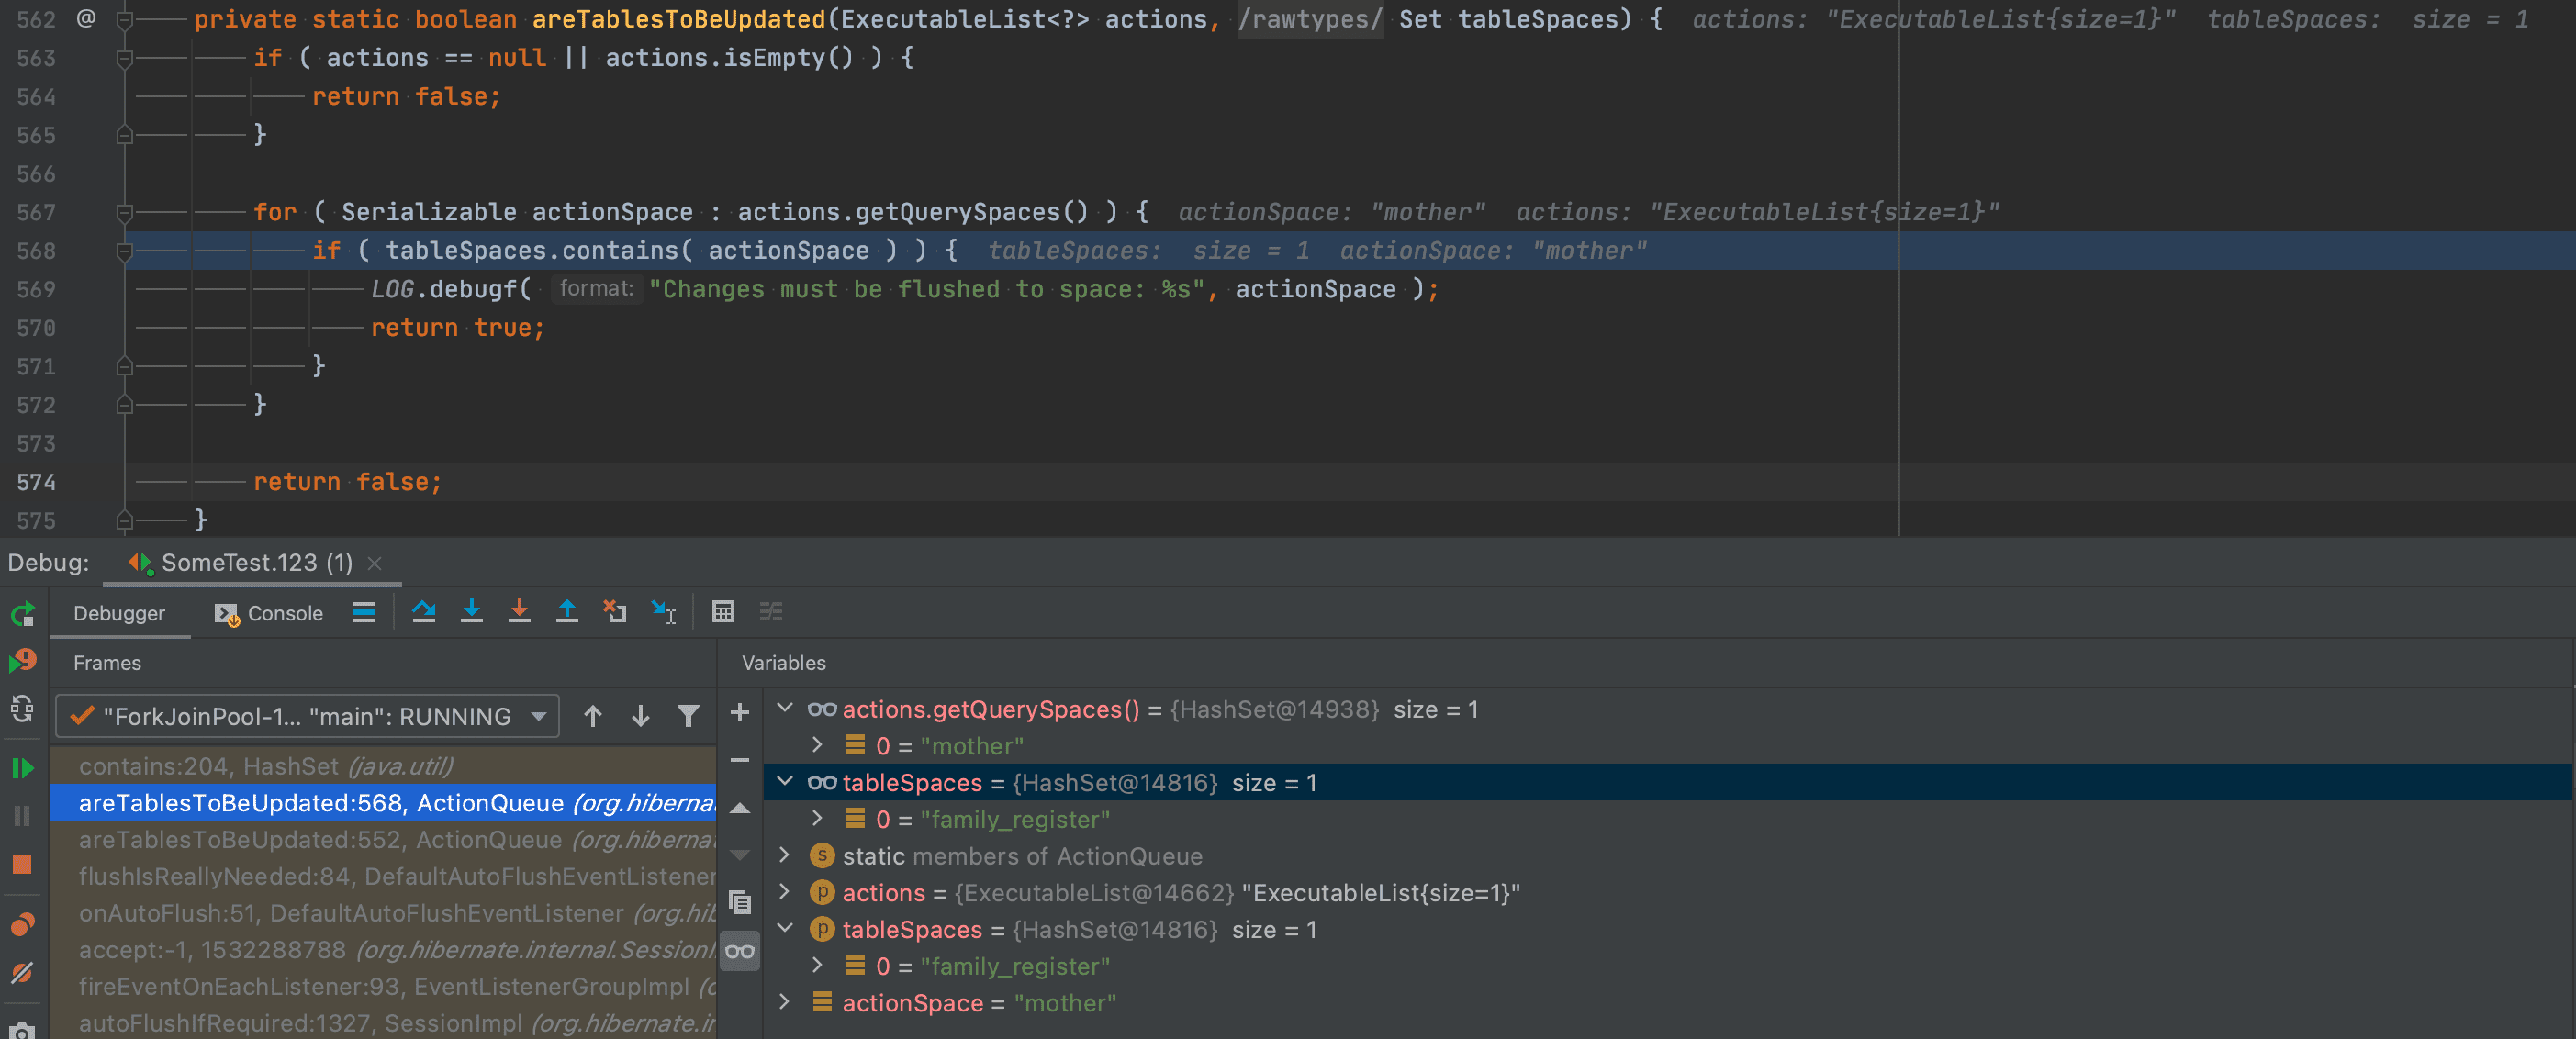 562 @ private static boolean areTablesToBeUpdated(ExecutableList<?> actions, /rawtypes/ Set tableSpaces) { actions: "ExecutableList{size=1}" tableSpaces: size = 1
563 if ( actions == null || actions.isEmpty() ) {
564 return false;
565 }
566
567 for ( Serializable actionSpace : actions.getQuerySpaces() ) { actionSpace: "mother" actions: "ExecutableList{size=1}"
568 if ( tableSpaces.contains( actionSpace ) ) { tableSpaces: size = 1 actionSpace: "mother"
569 LOG.debugf( format: "Changes must be flushed to space: %s", actionSpace );
570 return true;
571 }
572 }
573
574 return false;
575 }
Debug: SomeTest.123 (1)
Debugger Console
Frames
"ForkJoinPool-1... "main": RUNNING
contains:204, HashSet (java.util)
areTablesToBeUpdated:568, ActionQueue (org.hiberna
areTablesToBeUpdated:552, ActionQueue (org.hibernat
flushIsReallyNeeded:84, DefaultAutoFlushEventListener
onAutoFlush:51, DefaultAutoFlushEventListener (org.hib
accept:-1, 1532288788 (org.hibernate.internal.SessionI
fireEventOnEachListener:93, EventListenerGroupImpl (o
autoFlushIfRequired:1327, SessionImpl (org.hibernate.in
Variables
actions.getQuerySpaces() = {HashSet@14938} size = 1
0 = "mother"
tableSpaces = {HashSet@14816} size = 1
0 = "family_register"
static members of ActionQueue
actions = {ExecutableList@14662} "ExecutableList{size=1}"
tableSpaces = {HashSet@14816} size = 1
0 = "family_register"
actionSpace = "mother"